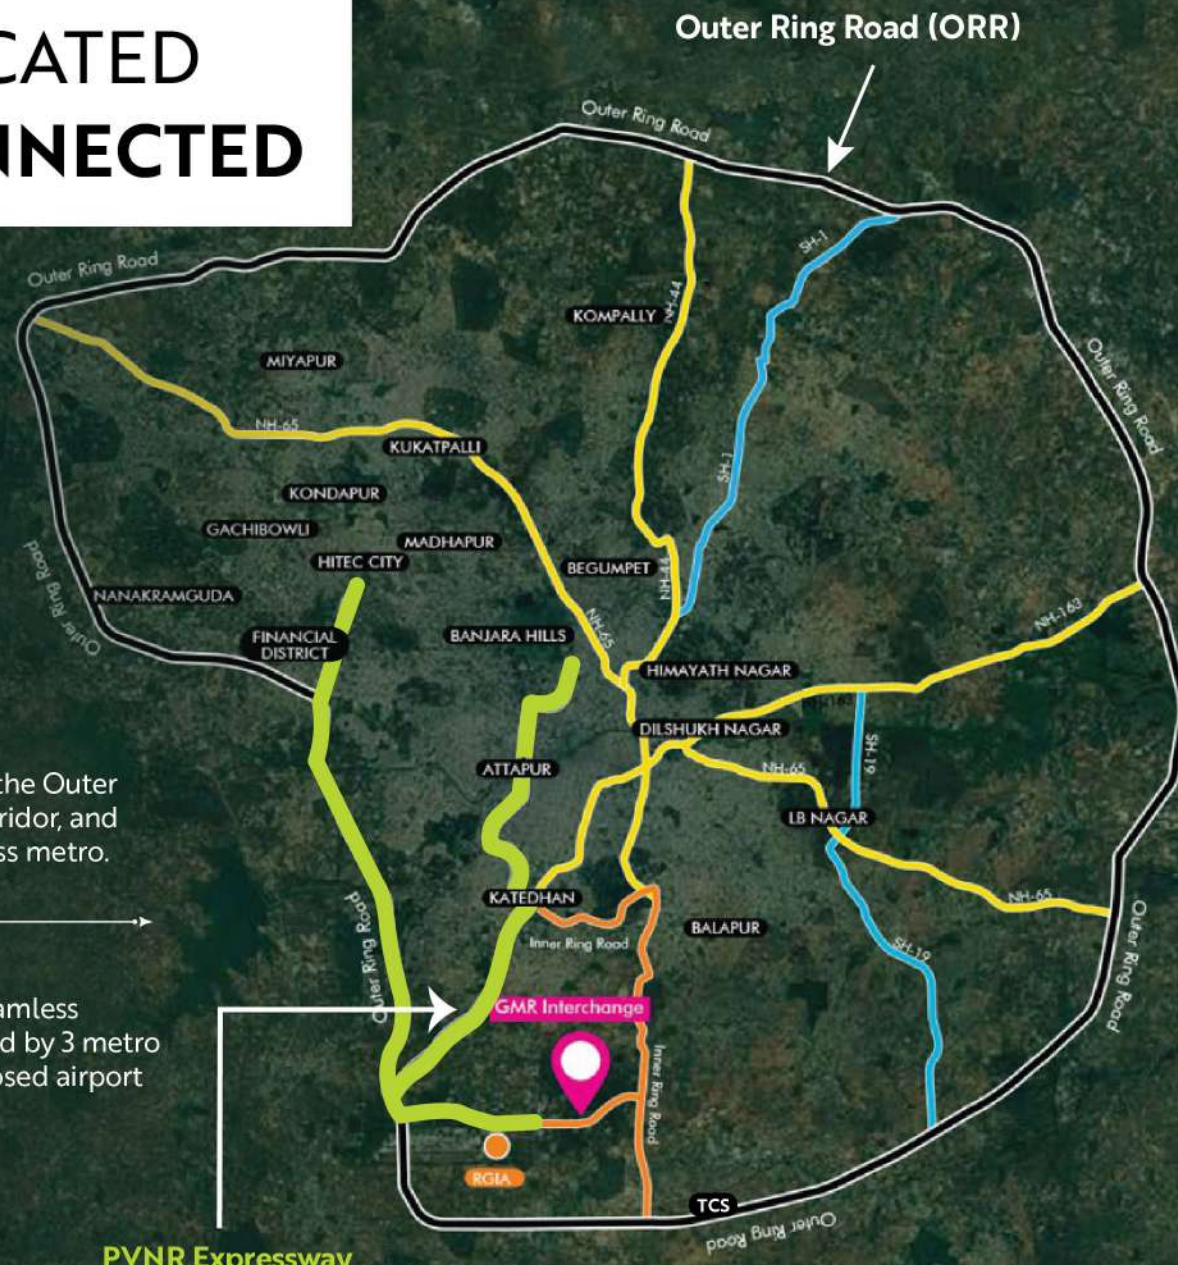 CATED
NNECTED
Outer Ring Road (ORR)
Outer Ring Road
Outer Ring Road
SH-1
NH-44
KOMPALLY
MIYAPUR
Outer Ring Road
NH-65
KUKATPALLI
SH-1
KONDAPUR
GACHIBOWLI
MADHAPUR
HITEC CITY
BEGUMPET
NH-44
Outer Ring Road
NANAKRAMGUDA
NH-163
NH-65
FINANCIAL
DISTRICT
BANJARA HILLS
HIMAYATH NAGAR
DILSHUKH NAGAR
SH-19
ATTAPUR
NH-65
the Outer
ridor, and
ss metro.
LB NAGAR
KATEDHAN
NH-65
Outer Ring Road
BALAPUR
Inner Ring Road
SH-19
Outer Ring Road
GMR Interchange
amless
d by 3 metro
osed airport
Inner Ring Road
RGIA
TCS
Outer Ring Road
PVNR Expressway